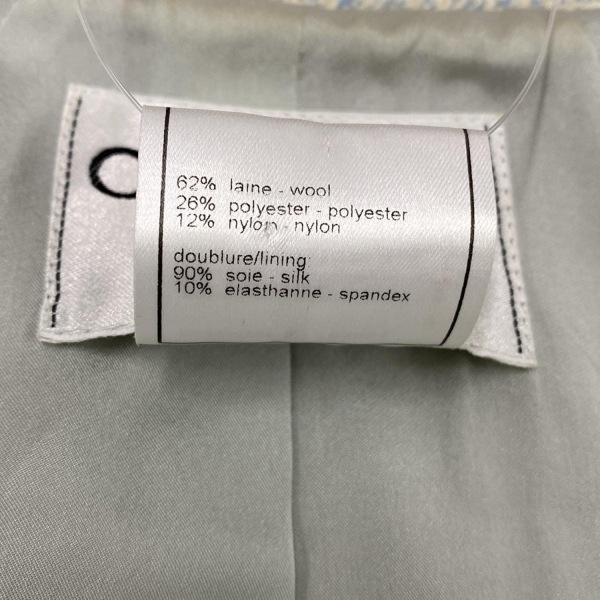 62% laine - wool
26% polyester - polyester
12% nylon - nylon
doublure/lining:
90% soie - silk
10% elasthanne - spandex